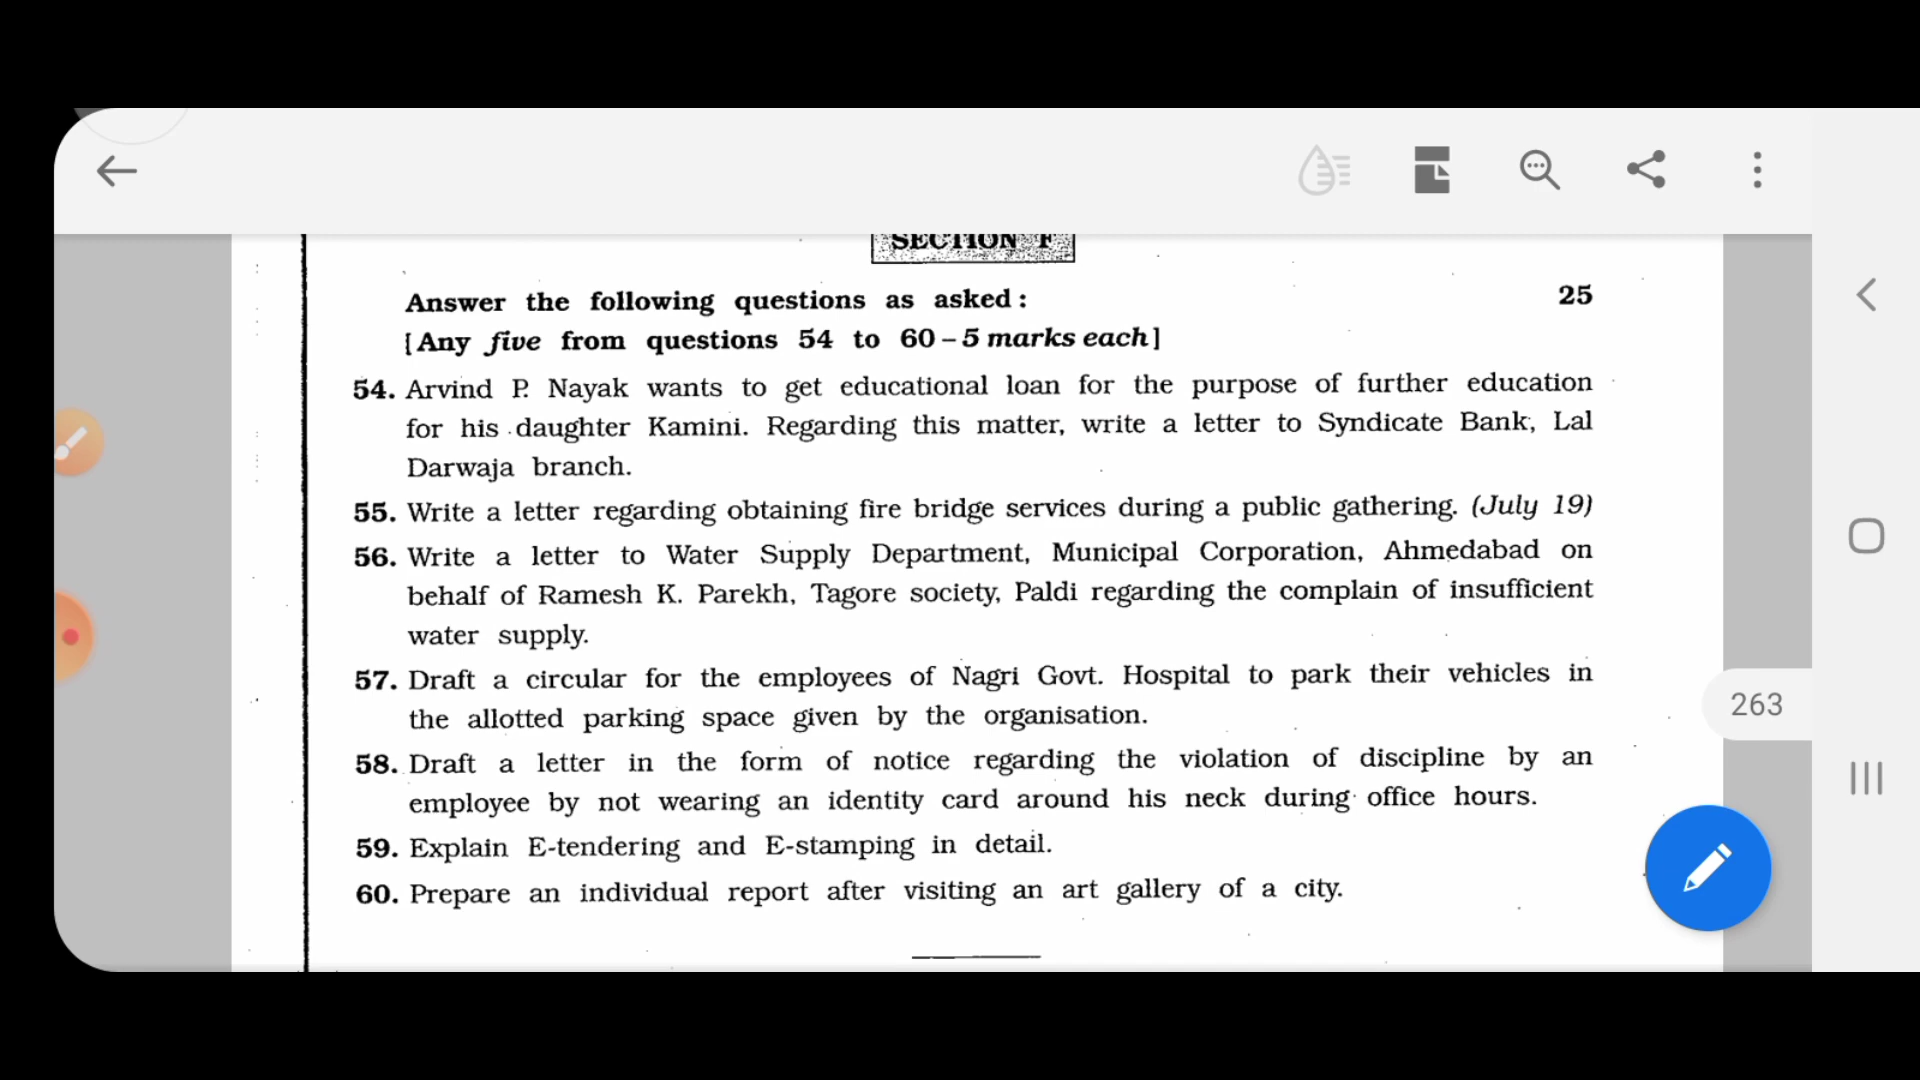 SECTION F
Answer the following questions as asked : 25
[Any five from questions 54 to 60 – 5 marks each]
54. Arvind P. Nayak wants to get educational loan for the purpose of further education
for his daughter Kamini. Regarding this matter, write a letter to Syndicate Bank, Lal
Darwaja branch.
55. Write a letter regarding obtaining fire bridge services during a public gathering. (July 19)
56. Write a letter to Water Supply Department, Municipal Corporation, Ahmedabad on
behalf of Ramesh K. Parekh, Tagore society, Paldi regarding the complain of insufficient
water supply.
57. Draft a circular for the employees of Nagri Govt. Hospital to park their vehicles in
the allotted parking space given by the organisation.
263
58. Draft a letter in the form of notice regarding the violation of discipline by an
employee by not wearing an identity card around his neck during office hours.
59. Explain E-tendering and E-stamping in detail.
60. Prepare an individual report after visiting an art gallery of a city.